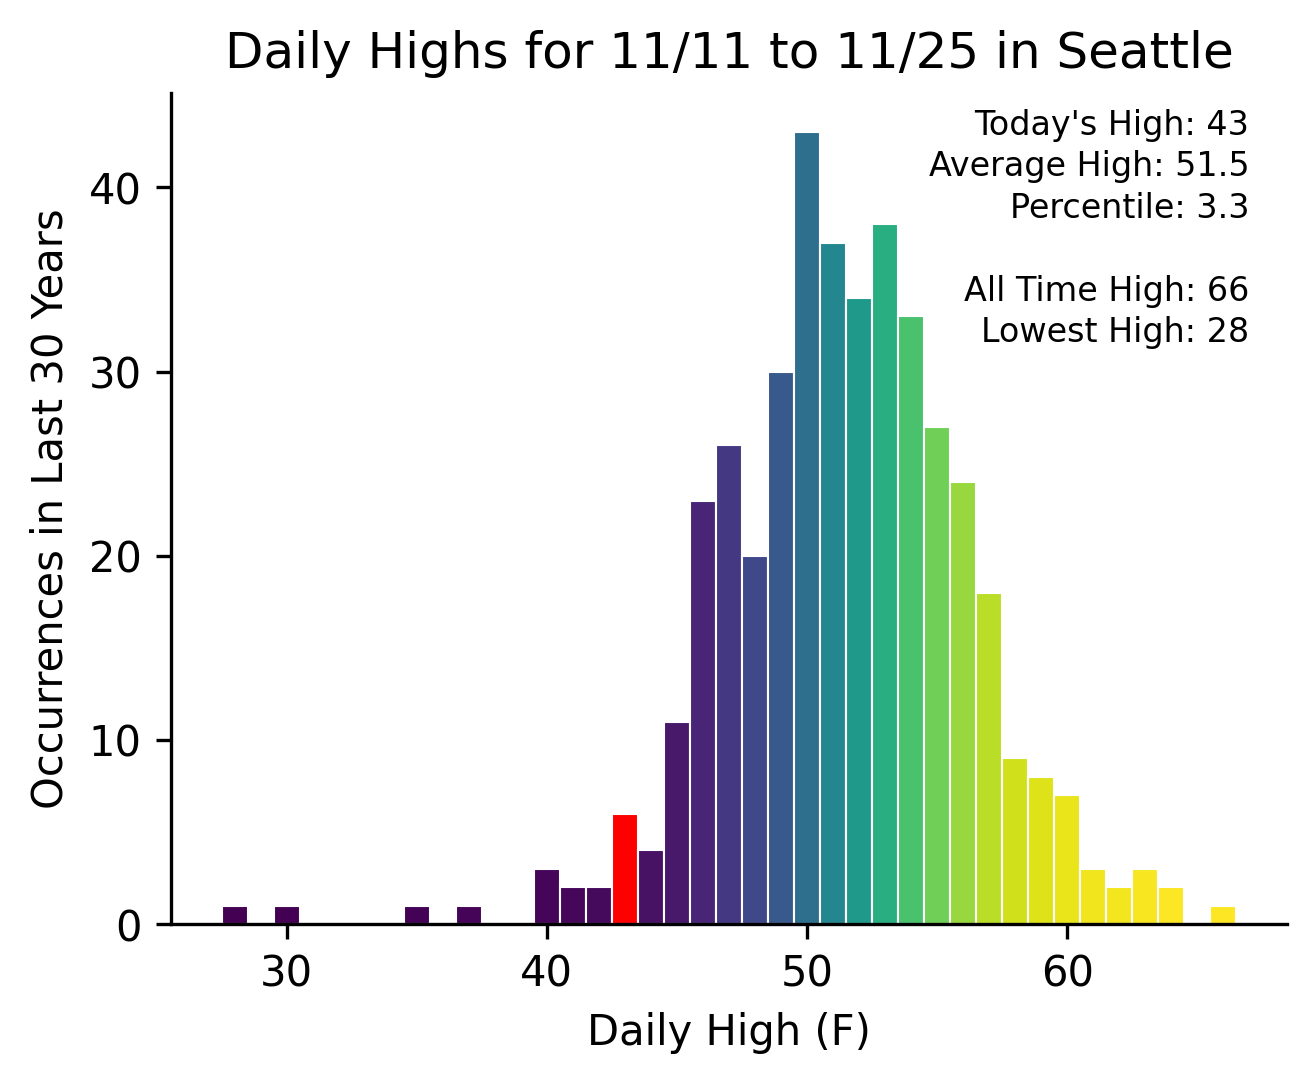 Daily Highs for 11/11 to 11/25 in Seattle
Today's High: 43
Average High: 51.5
Percentile: 3.3
All Time High: 66
Lowest High: 28
Occurrences in Last 30 Years
40
30
20
10
0
30 40 50 60
Daily High (F)